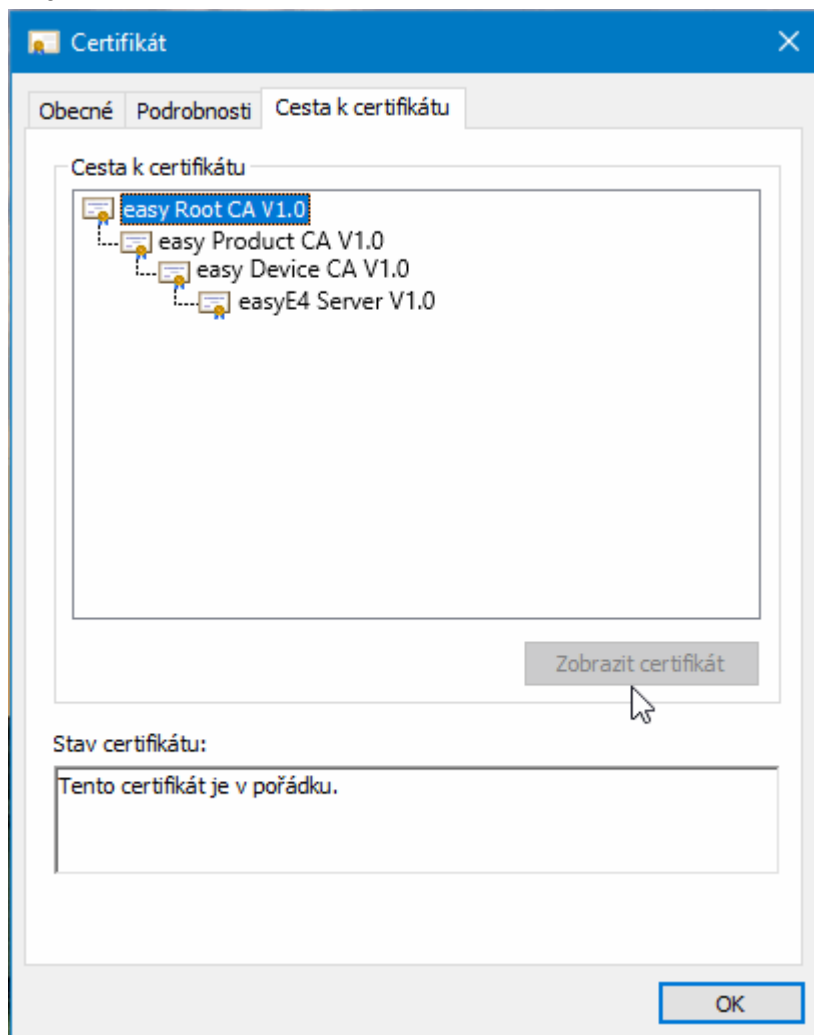 Certifikát
Obecné Podrobnosti Cesta k certifikátu
Cesta k certifikátu
easy Root CA V1.0
easy Product CA V1.0
easy Device CA V1.0
easyE4 Server V1.0
Zobrazit certifikát
Stav certifikátu:
Tento certifikát je v pořádku.
OK